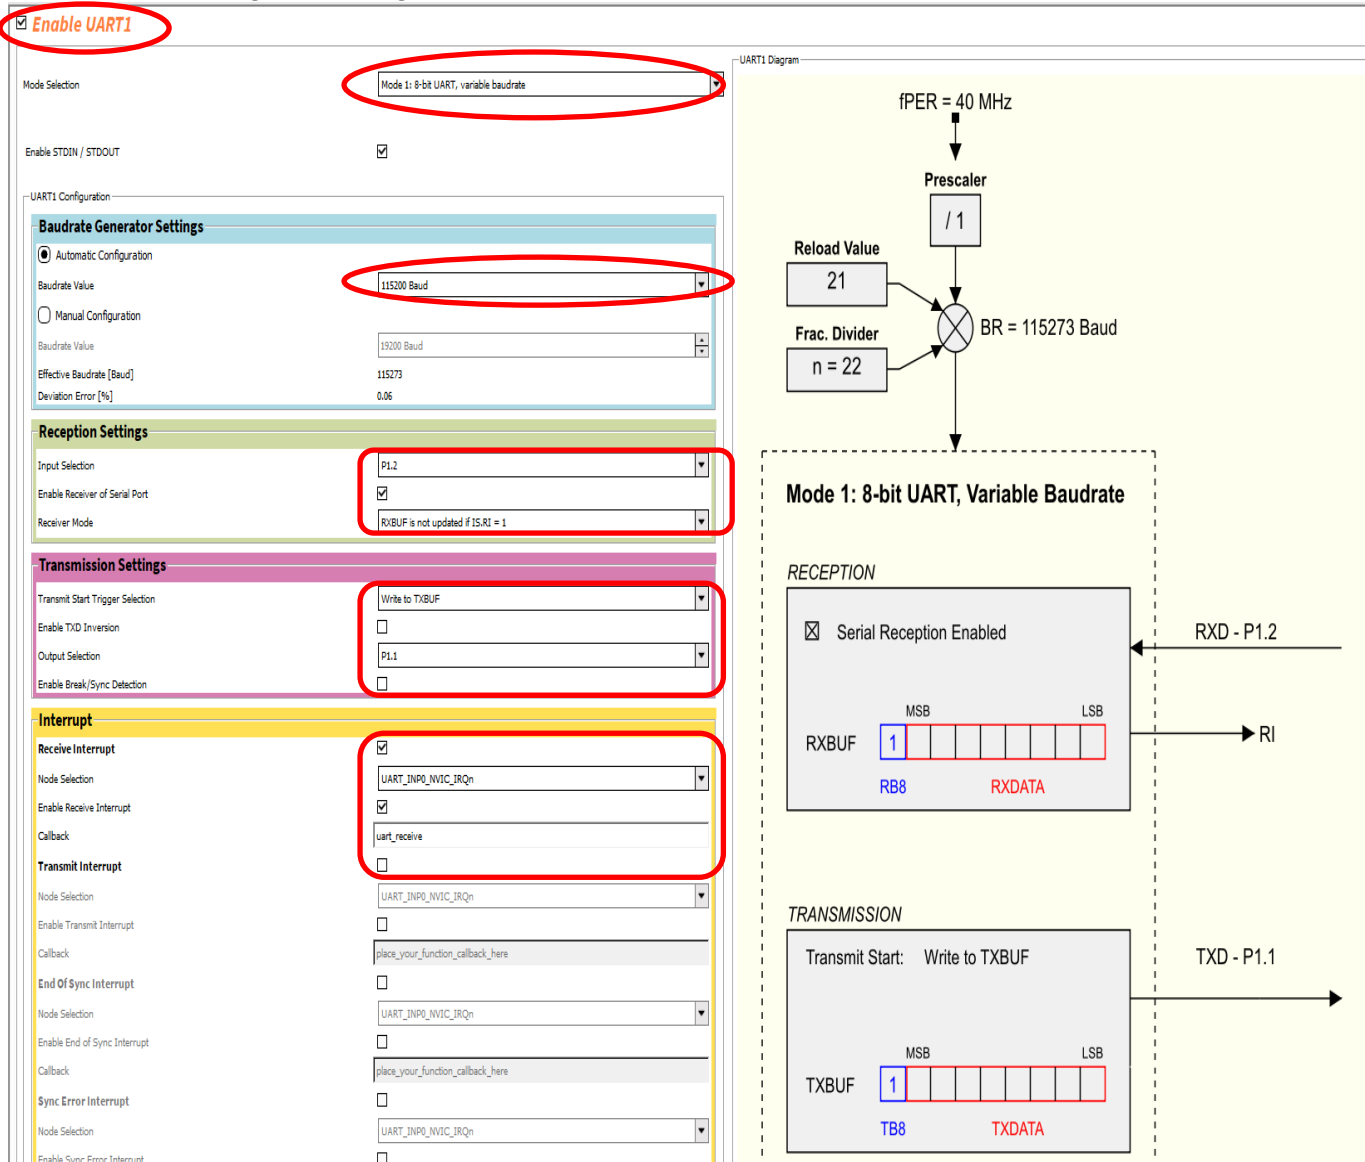 Enable UART1
Mode Selection
Mode 1: 8-bit UART, variable baudrate
Enable STDIN / STDOUT
UART1 Configuration
Baudrate Generator Settings
Automatic Configuration
Baudrate Value
115200 Baud
Manual Configuration
Baudrate Value
19200 Baud
Effective Baudrate [Baud]
115273
Deviation Error [%]
0.06
Reception Settings
Input Selection
P1.2
Enable Receiver of Serial Port
Receiver Mode
RXBUF is not updated if IS.RI = 1
Transmission Settings
Transmit Start Trigger Selection
Write to TXBUF
Enable TXD Inversion
Output Selection
P1.1
Enable Break/Sync Detection
Interrupt
Receive Interrupt
Node Selection
UART_INP0_NVIC_IRQn
Enable Receive Interrupt
Callback
uart_receive
Transmit Interrupt
Node Selection
UART_INP0_NVIC_IRQn
Enable Transmit Interrupt
Callback
place_your_function_callback_here
End Of Sync Interrupt
Node Selection
UART_INP0_NVIC_IRQn
Enable End of Sync Interrupt
Callback
place_your_function_callback_here
Sync Error Interrupt
Node Selection
UART_INP0_NVIC_IRQn
Enable Sync Error Interrupt
UART1 Diagram
fPER = 40 MHz
Prescaler
/ 1
Reload Value
21
Frac. Divider
n = 22
BR = 115273 Baud
Mode 1: 8-bit UART, Variable Baudrate
RECEPTION
Serial Reception Enabled
RXD - P1.2
MSB LSB
RXBUF 1
RI
RB8 RXDATA
TRANSMISSION
Transmit Start: Write to TXBUF
TXD - P1.1
MSB LSB
TXBUF 1
TB8 TXDATA